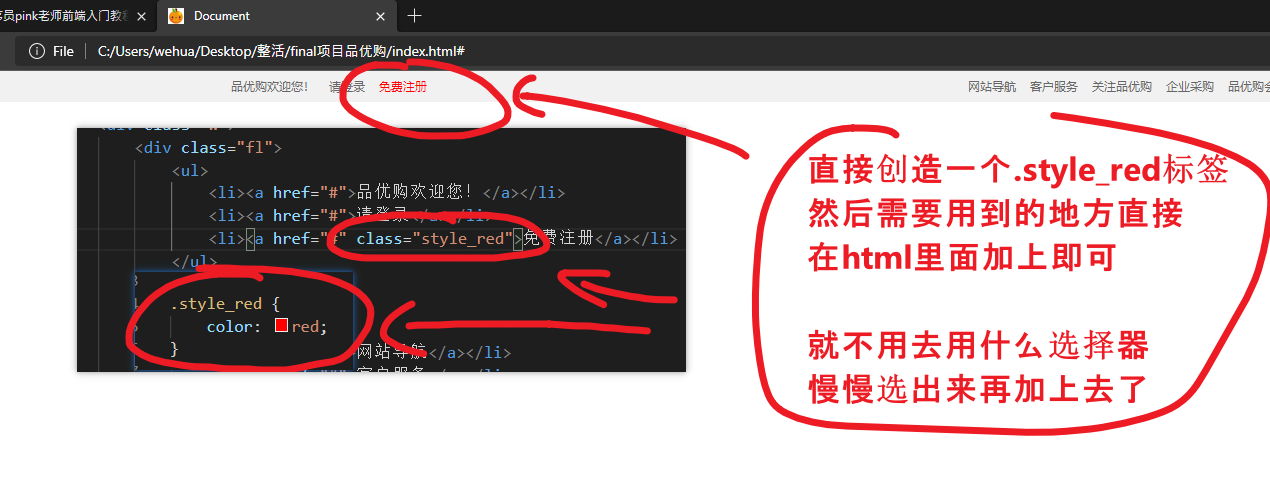 序员pink老师前端入门教程
Document
File
C:/Users/wehua/Desktop/整活/final项目品优购/index.html#
品优购欢迎您！ 请登录 免费注册
网站导航 客户服务 关注品优购 企业采购 品优购会
<div class="fl">
<ul>
<li><a href="#">品优购欢迎您！</a></li>
<li><a href="#">请登录</a></li>
<li><a href="#" class="style_red">免费注册</a></li>
</ul>
.style_red {
color: red;
}
网站导航</a></li>
客户服务</a></li>
直接创造一个.style_red标签
然后需要用到的地方直接
在html里面加上即可
就不用去用什么选择器
慢慢选出来再加上去了